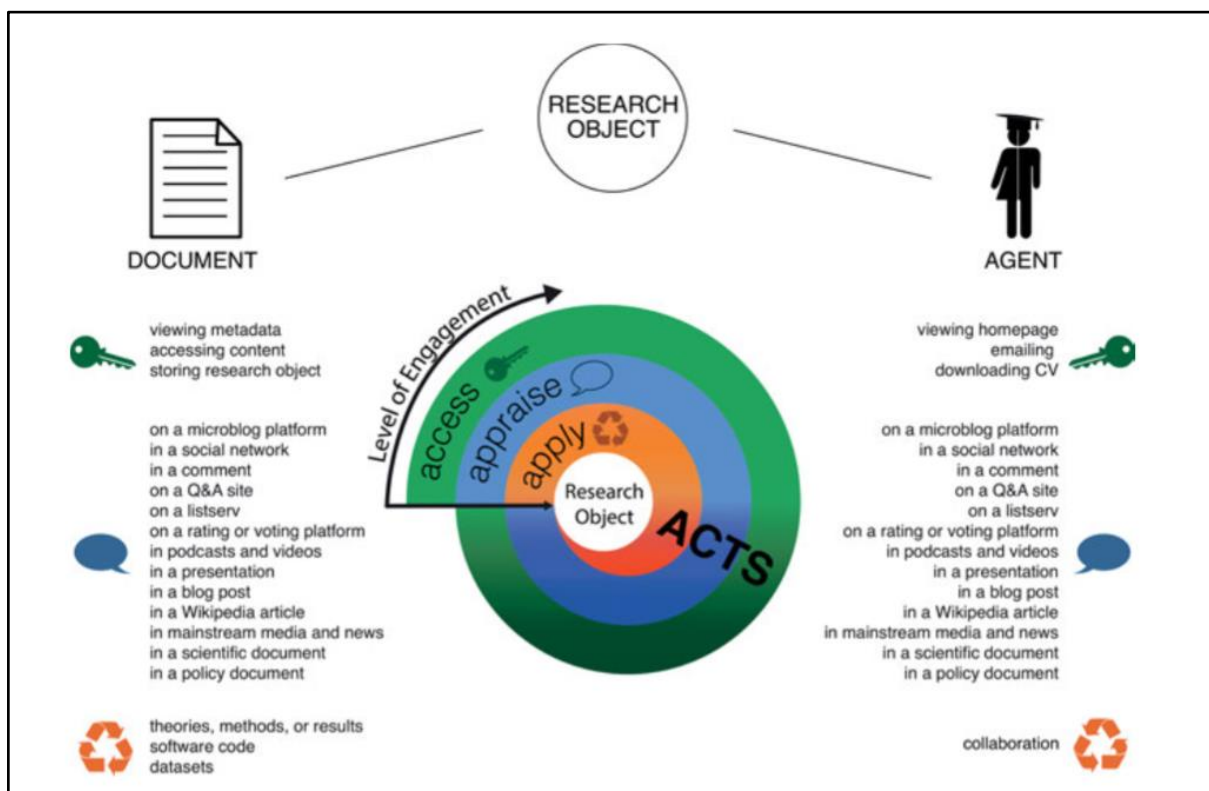 RESEARCH
OBJECT
DOCUMENT
AGENT
viewing metadata
accessing content
storing research object
on a microblog platform
in a social network
in a comment
on a Q&A site
on a listserv
on a rating or voting platform
in podcasts and videos
in a presentation
in a blog post
in a Wikipedia article
in mainstream media and news
in a scientific document
in a policy document
theories, methods, or results
software code
datasets
Level of Engagement
access
appraise
apply
Research
Object
ACTS
viewing homepage
emailing
downloading CV
on a microblog platform
in a social network
in a comment
on a Q&A site
on a listserv
on a rating or voting platform
in podcasts and videos
in a presentation
in a blog post
in a Wikipedia article
in mainstream media and news
in a scientific document
in a policy document
collaboration